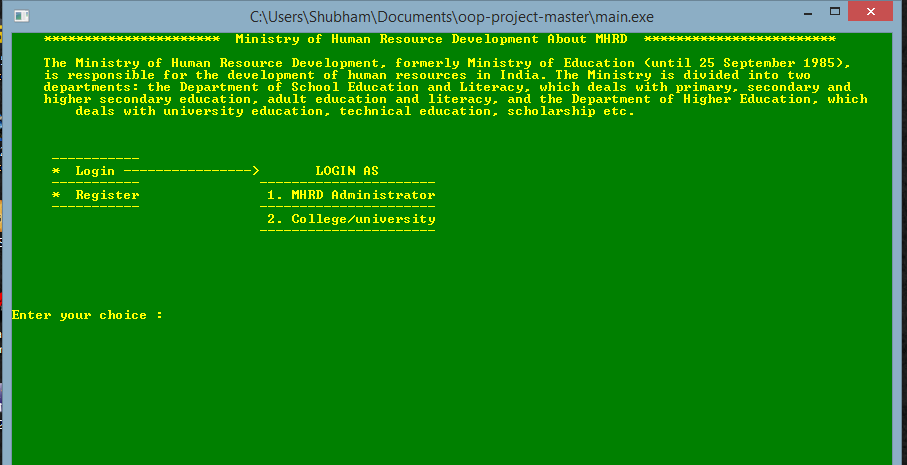 C:\Users\Shubham\Documents\oop-project-master\main.exe
********************** Ministry of Human Resource Development About MHRD ************************
The Ministry of Human Resource Development, formerly Ministry of Education (until 25 September 1985),
is responsible for the development of human resources in India. The Ministry is divided into two
departments: the Department of School Education and Literacy, which deals with primary, secondary and
higher secondary education, adult education and literacy, and the Department of Higher Education, which
deals with university education, technical education, scholarship etc.
-----------
* Login ----------------> LOGIN AS
----------- ----------------------
* Register 1. MHRD Administrator
----------- ----------------------
2. College/university
----------------------
Enter your choice :